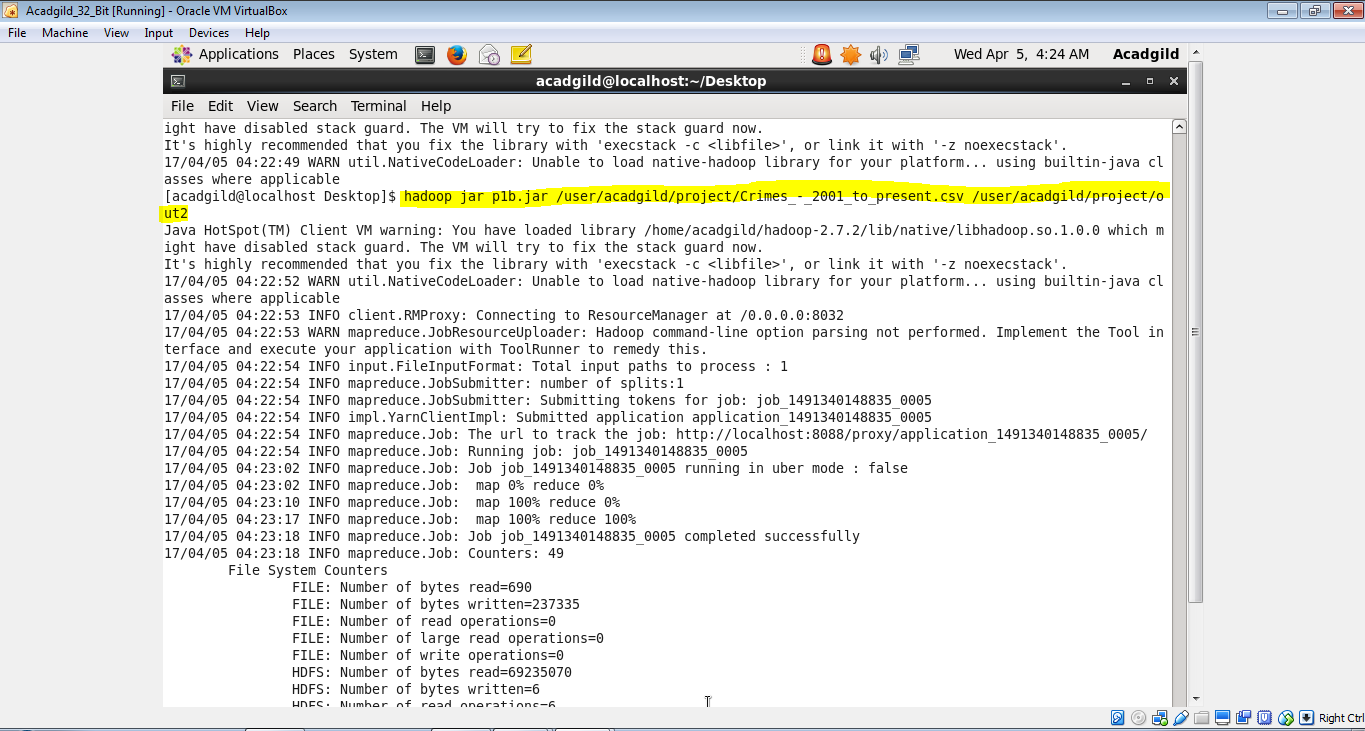 Acadgild_32_Bit [Running] - Oracle VM VirtualBox
File Machine View Input Devices Help
Applications Places System Wed Apr 5, 4:24 AM Acadgild
acadgild@localhost:~/Desktop
File Edit View Search Terminal Help
ight have disabled stack guard. The VM will try to fix the stack guard now.
It's highly recommended that you fix the library with 'execstack -c <libfile>', or link it with '-z noexecstack'.
17/04/05 04:22:49 WARN util.NativeCodeLoader: Unable to load native-hadoop library for your platform... using builtin-java cl
asses where applicable
[acadgild@localhost Desktop]$ hadoop jar p1b.jar /user/acadgild/project/Crimes_-_2001_to_present.csv /user/acadgild/project/o
ut2
Java HotSpot(TM) Client VM warning: You have loaded library /home/acadgild/hadoop-2.7.2/lib/native/libhadoop.so.1.0.0 which m
ight have disabled stack guard. The VM will try to fix the stack guard now.
It's highly recommended that you fix the library with 'execstack -c <libfile>', or link it with '-z noexecstack'.
17/04/05 04:22:52 WARN util.NativeCodeLoader: Unable to load native-hadoop library for your platform... using builtin-java cl
asses where applicable
17/04/05 04:22:53 INFO client.RMProxy: Connecting to ResourceManager at /0.0.0.0:8032
17/04/05 04:22:53 WARN mapreduce.JobResourceUploader: Hadoop command-line option parsing not performed. Implement the Tool in
terface and execute your application with ToolRunner to remedy this.
17/04/05 04:22:54 INFO input.FileInputFormat: Total input paths to process : 1
17/04/05 04:22:54 INFO mapreduce.JobSubmitter: number of splits:1
17/04/05 04:22:54 INFO mapreduce.JobSubmitter: Submitting tokens for job: job_1491340148835_0005
17/04/05 04:22:54 INFO impl.YarnClientImpl: Submitted application application_1491340148835_0005
17/04/05 04:22:54 INFO mapreduce.Job: The url to track the job: http://localhost:8088/proxy/application_1491340148835_0005/
17/04/05 04:22:54 INFO mapreduce.Job: Running job: job_1491340148835_0005
17/04/05 04:23:02 INFO mapreduce.Job: Job job_1491340148835_0005 running in uber mode : false
17/04/05 04:23:02 INFO mapreduce.Job:  map 0% reduce 0%
17/04/05 04:23:10 INFO mapreduce.Job:  map 100% reduce 0%
17/04/05 04:23:17 INFO mapreduce.Job:  map 100% reduce 100%
17/04/05 04:23:18 INFO mapreduce.Job: Job job_1491340148835_0005 completed successfully
17/04/05 04:23:18 INFO mapreduce.Job: Counters: 49
File System Counters
FILE: Number of bytes read=690
FILE: Number of bytes written=237335
FILE: Number of read operations=0
FILE: Number of large read operations=0
FILE: Number of write operations=0
HDFS: Number of bytes read=69235070
HDFS: Number of bytes written=6
HDFS: Number of read operations=6
Right Ctrl